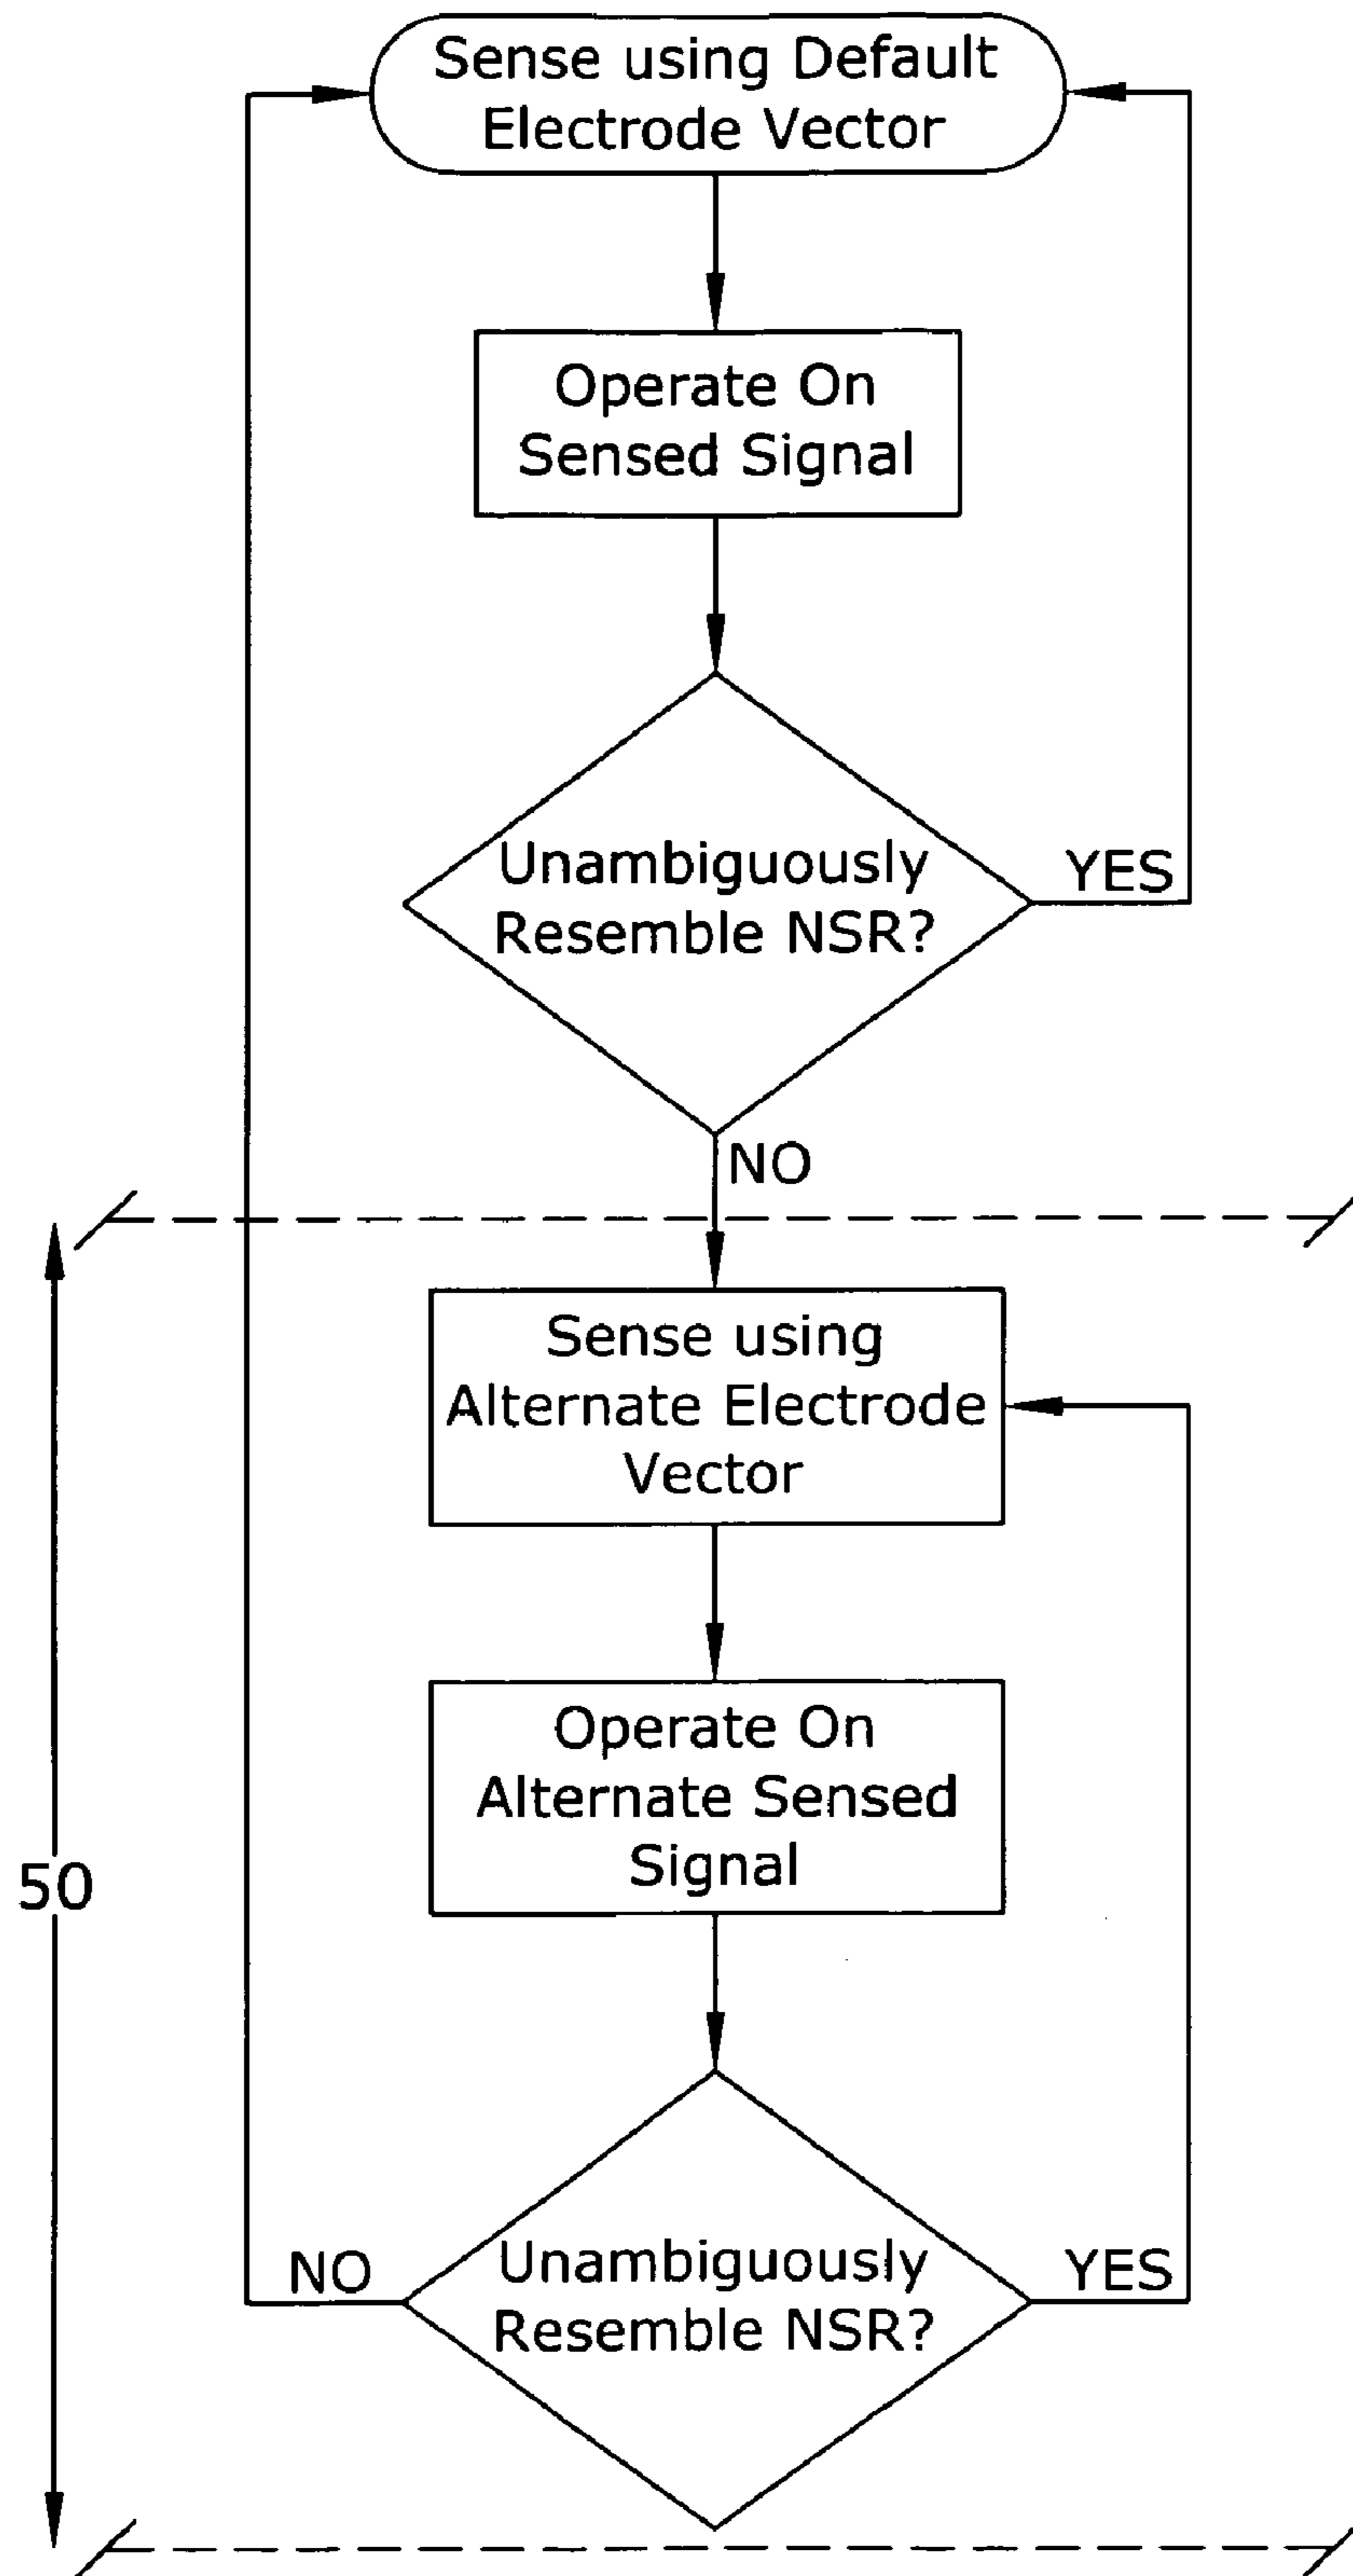 Sense using Default
Electrode Vector
Operate On
Sensed Signal
Unambiguously
Resemble NSR?
YES
NO
Sense using
Alternate Electrode
Vector
Operate On
Alternate Sensed
Signal
50
Unambiguously
Resemble NSR?
NO
YES